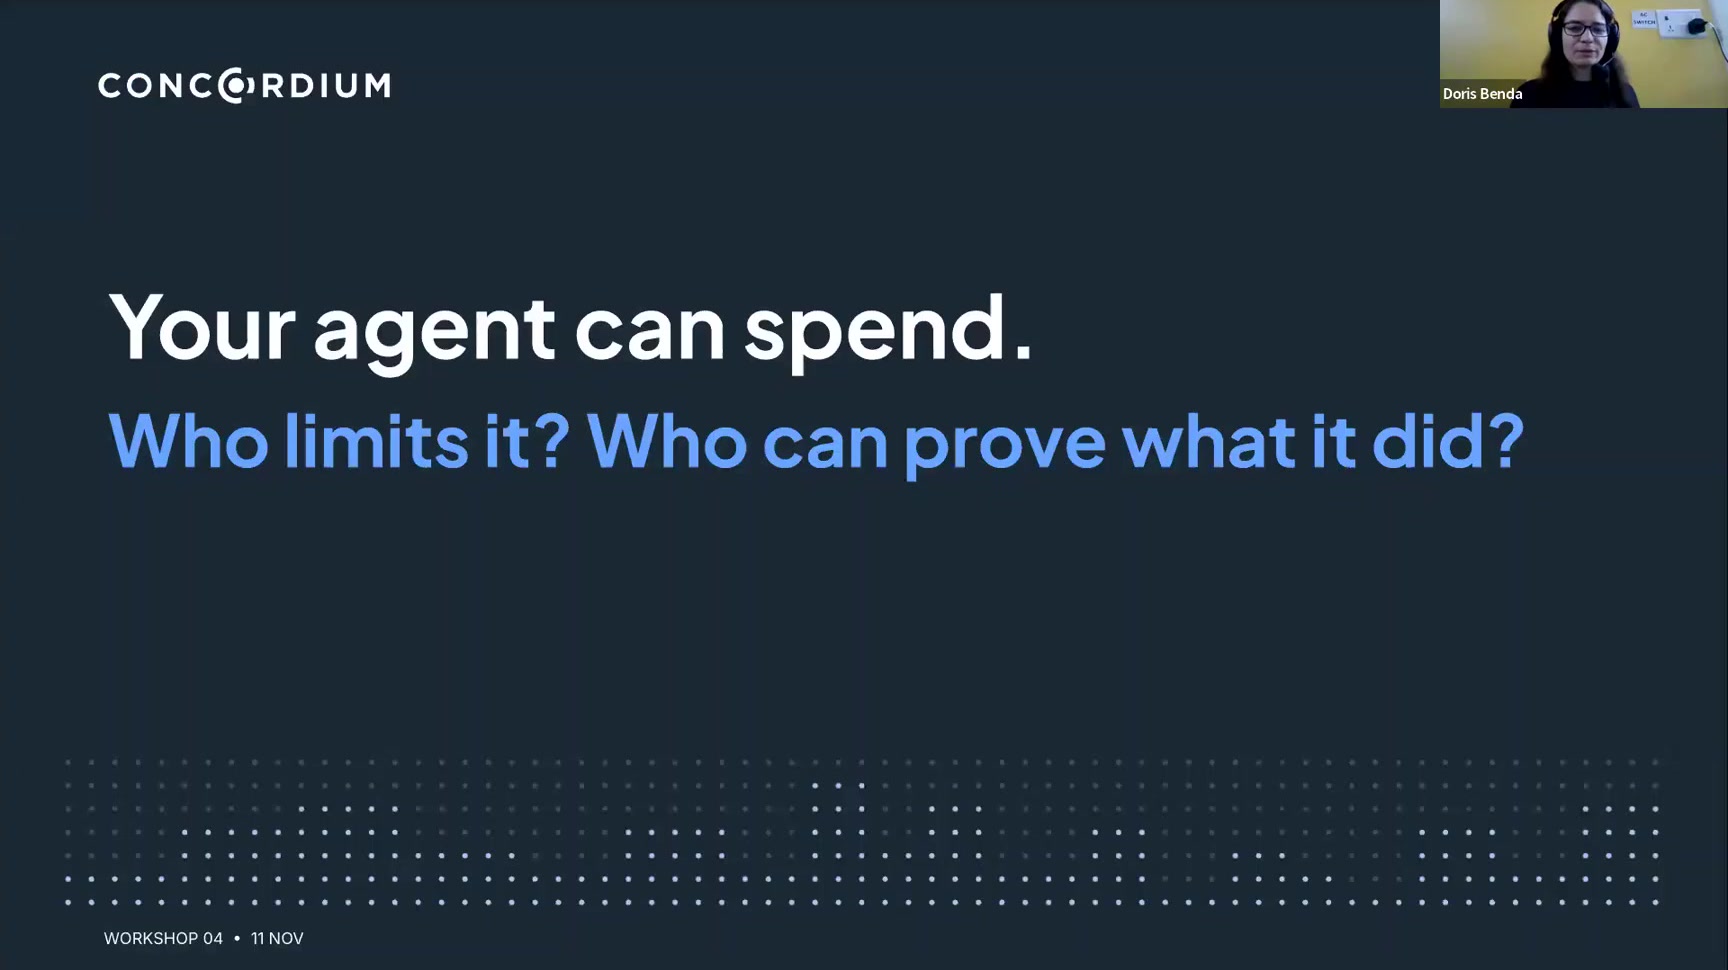 CONCORDIUM
Doris Benda
Your agent can spend.
Who limits it? Who can prove what it did?
WORKSHOP 04 • 11 NOV